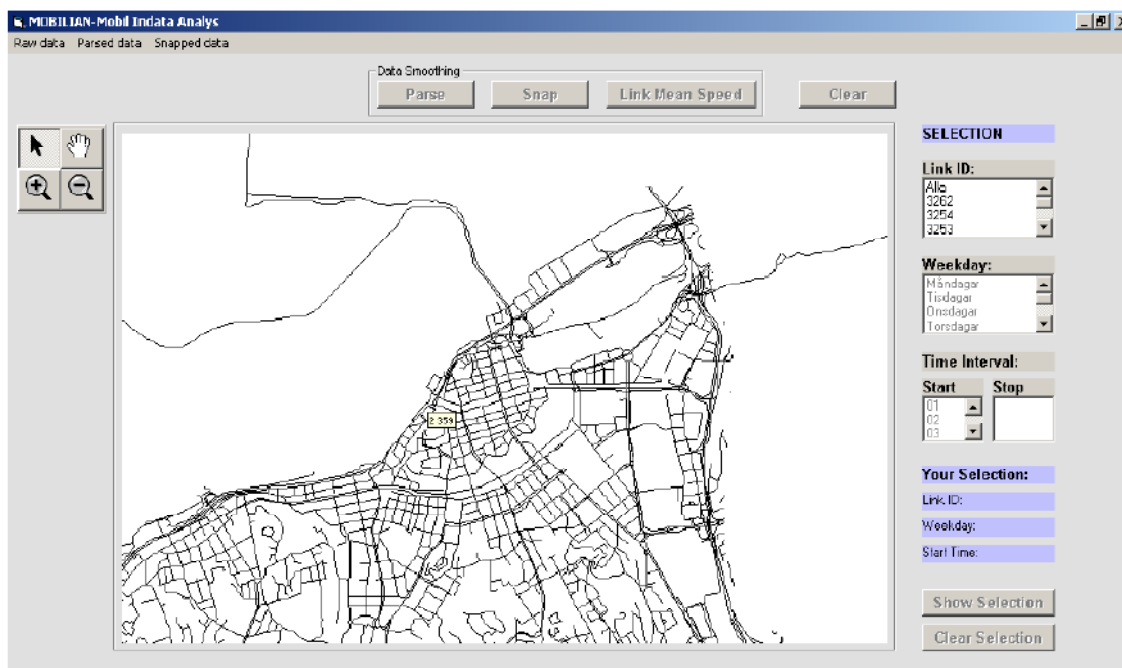 MOBILIAN-Mobil Indata Analys
Raw data Parsed data Snapped data
Data Smoothing
Parse Snap Link Mean Speed Clear
SELECTION
Link ID:
Alla
3262
3254
3253
Weekday:
Måndagar
Tisdagar
Onsdagar
Torsdagar
Time Interval:
Start Stop
01
02
03
2 359
Your Selection:
Link ID:
Weekday:
Start Time:
Show Selection
Clear Selection